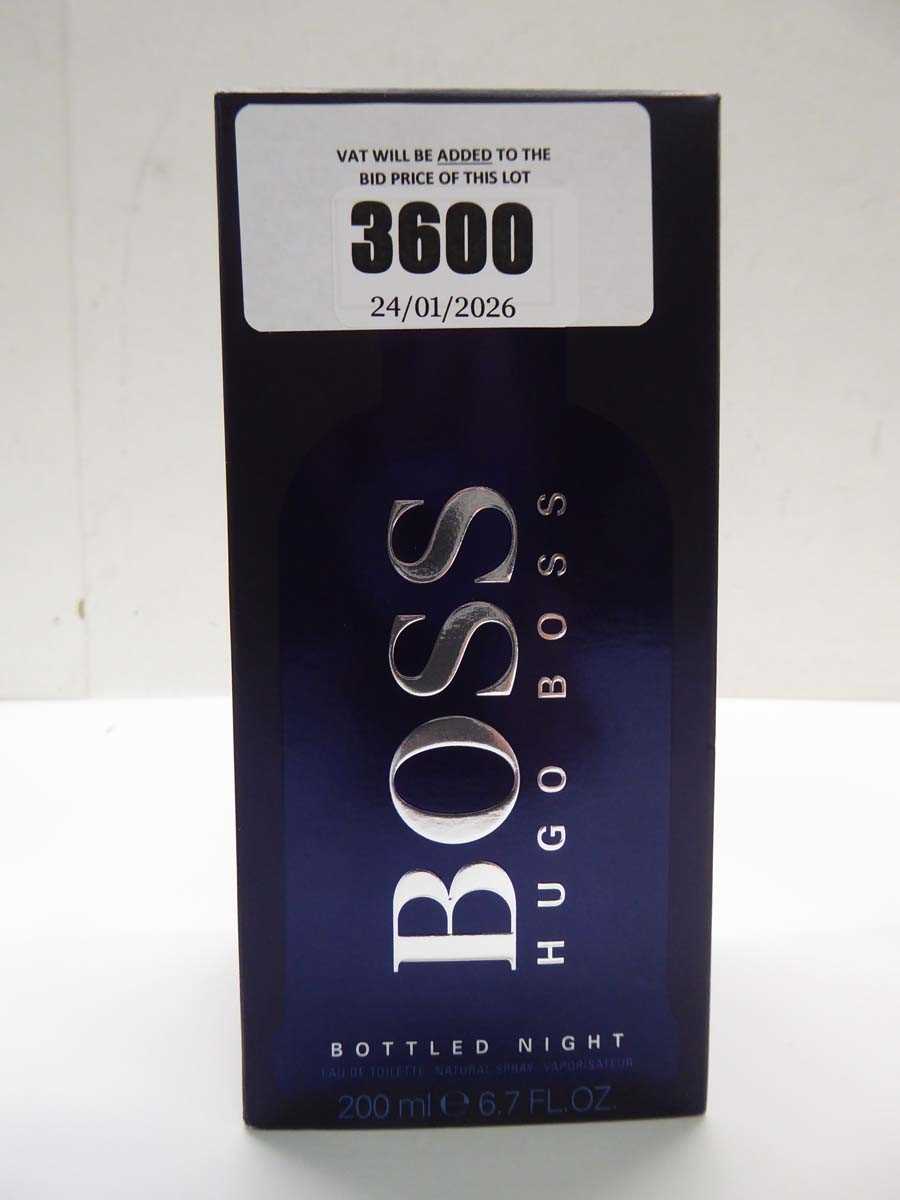 VAT WILL BE ADDED TO THE
BID PRICE OF THIS LOT
3600
24/01/2026
BOSS
HUGO BOSS
BOTTLED NIGHT
EAU DE TOILETTE NATURAL SPRAY VAPORISATEUR
200 ml ℮ 6.7 FL.OZ.